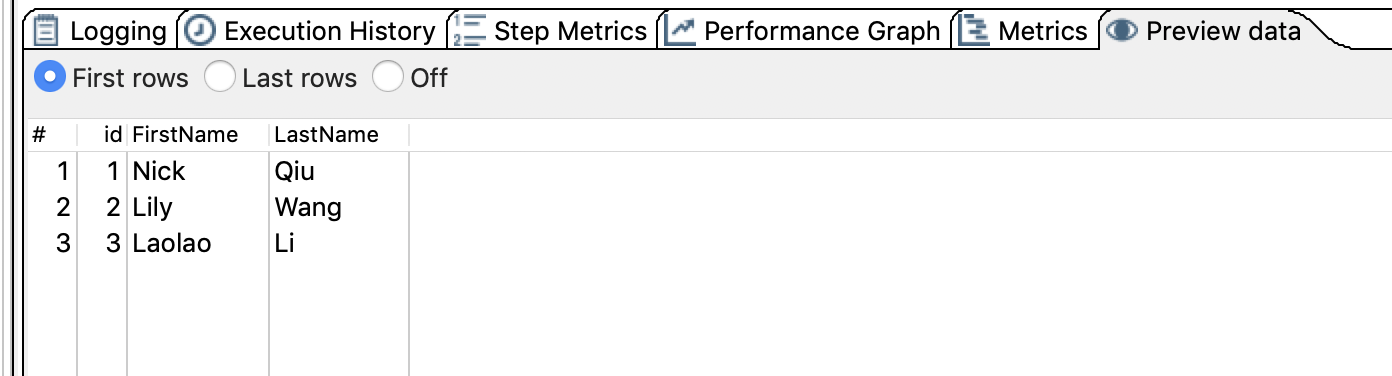 Logging Execution History Step Metrics Performance Graph Metrics Preview data
First rows Last rows Off
# id FirstName LastName
1 1 Nick Qiu
2 2 Lily Wang
3 3 Laolao Li